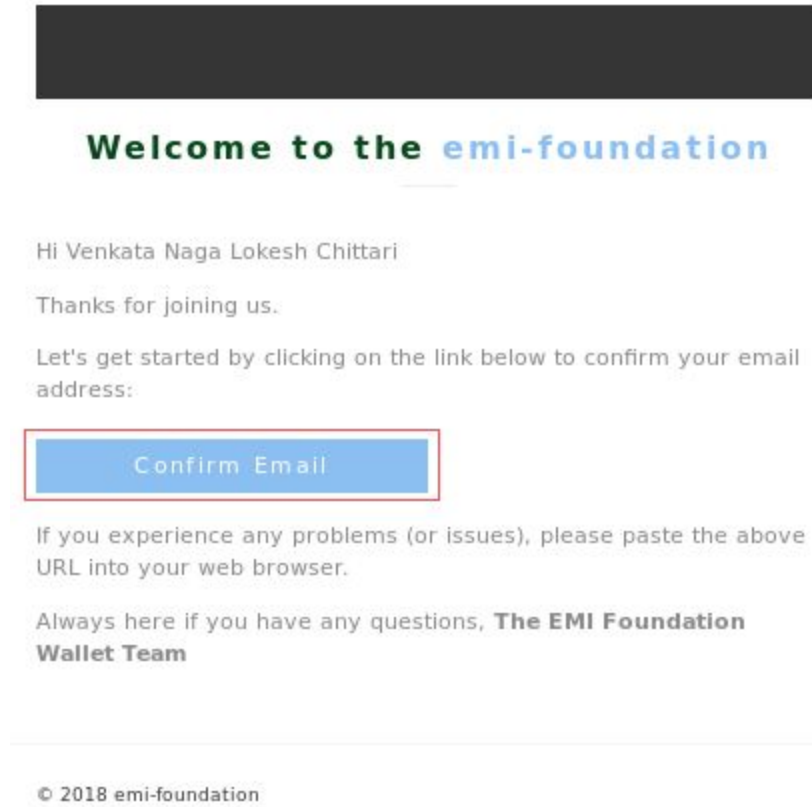 Welcome to the emi-foundation
Hi Venkata Naga Lokesh Chittari
Thanks for joining us.
Let's get started by clicking on the link below to confirm your email
address:
Confirm Email
If you experience any problems (or issues), please paste the above
URL into your web browser.
Always here if you have any questions, The EMI Foundation
Wallet Team
© 2018 emi-foundation